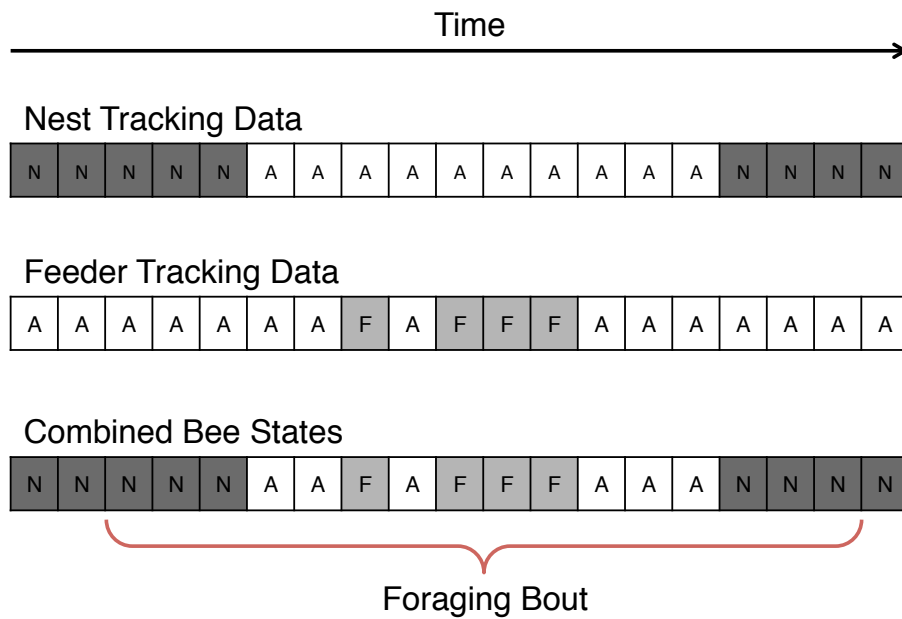 Time
Nest Tracking Data
N N N N N A A A A A A A A A A N N N N
Feeder Tracking Data
A A A A A A A F A F F F A A A A A A A
Combined Bee States
N N N N N A A F A F F F A A A N N N N
Foraging Bout